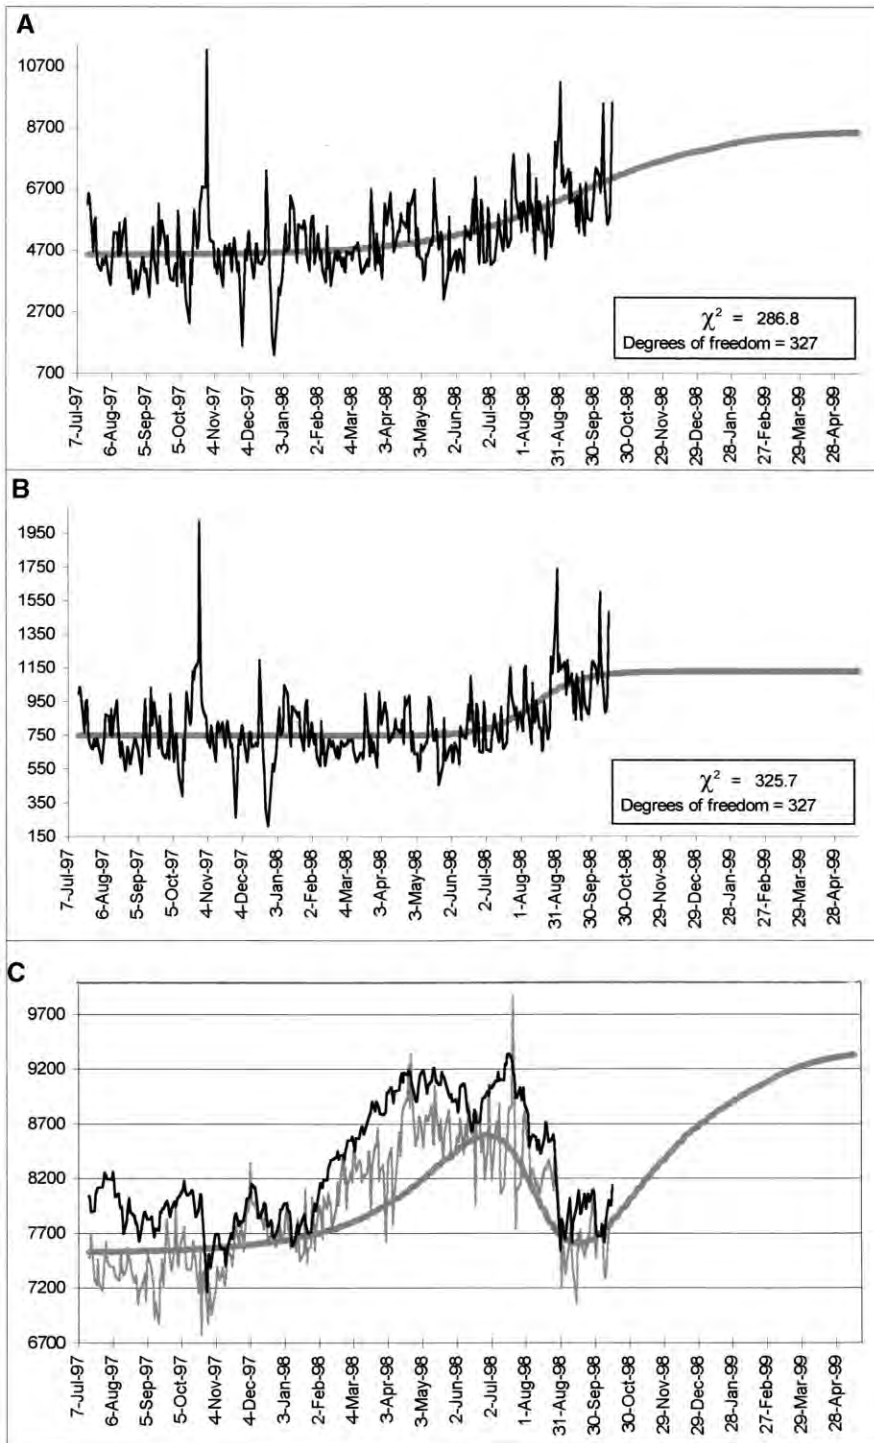 A
10700
8700
6700
4700
2700
700
χ² = 286.8
Degrees of freedom = 327
7-Jul-97
6-Aug-97
5-Sep-97
5-Oct-97
4-Nov-97
4-Dec-97
3-Jan-98
2-Feb-98
4-Mar-98
3-Apr-98
3-May-98
2-Jun-98
2-Jul-98
1-Aug-98
31-Aug-98
30-Sep-98
30-Oct-98
29-Nov-98
29-Dec-98
28-Jan-99
27-Feb-99
29-Mar-99
28-Apr-99
B
1950
1750
1550
1350
1150
950
750
550
350
150
χ² = 325.7
Degrees of freedom = 327
7-Jul-97
6-Aug-97
5-Sep-97
5-Oct-97
4-Nov-97
4-Dec-97
3-Jan-98
2-Feb-98
4-Mar-98
3-Apr-98
3-May-98
2-Jun-98
2-Jul-98
1-Aug-98
31-Aug-98
30-Sep-98
30-Oct-98
29-Nov-98
29-Dec-98
28-Jan-99
27-Feb-99
29-Mar-99
28-Apr-99
C
9700
9200
8700
8200
7700
7200
6700
7-Jul-97
6-Aug-97
5-Sep-97
5-Oct-97
4-Nov-97
4-Dec-97
3-Jan-98
2-Feb-98
4-Mar-98
3-Apr-98
3-May-98
2-Jun-98
2-Jul-98
1-Aug-98
31-Aug-98
30-Sep-98
30-Oct-98
29-Nov-98
29-Dec-98
28-Jan-99
27-Feb-99
29-Mar-99
28-Apr-99